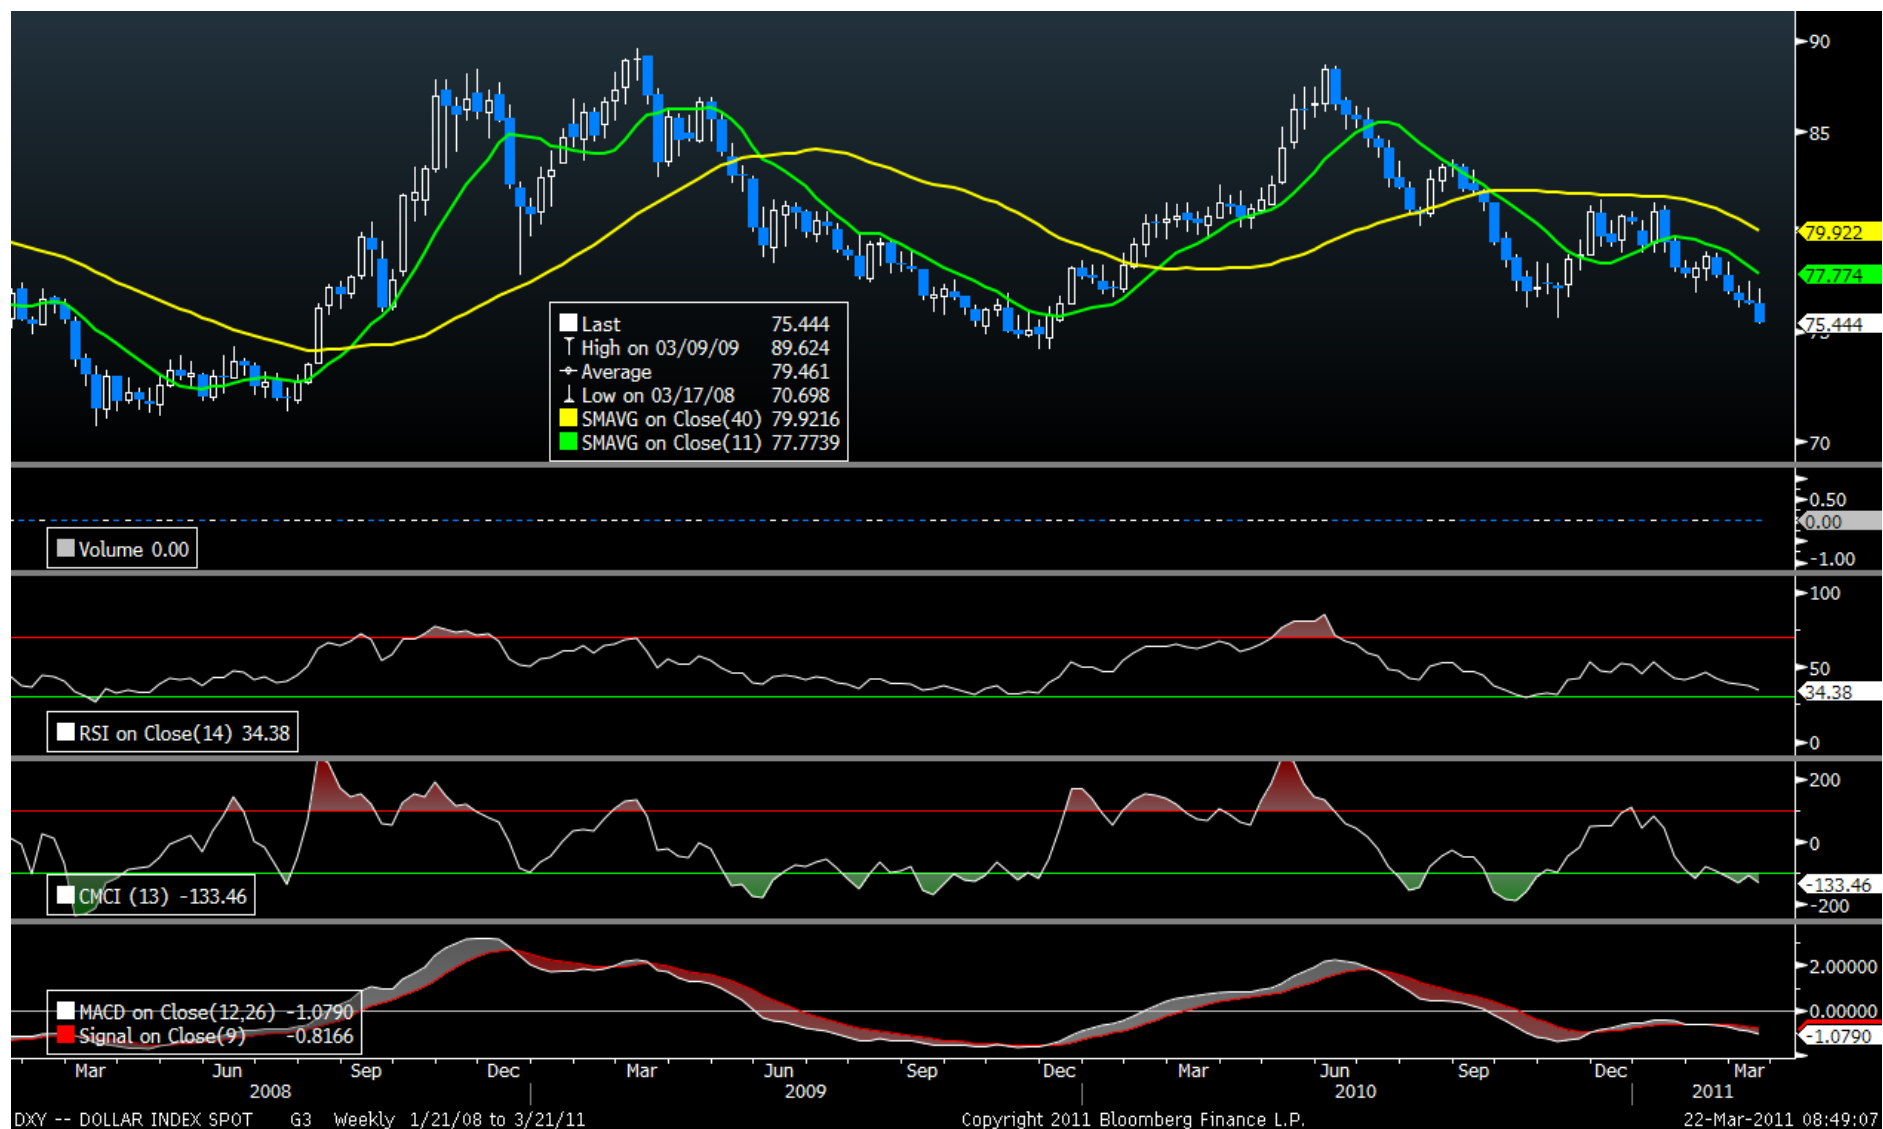 90
85
79.922
77.774
75.444
75
70
Last 75.444
High on 03/09/09 89.624
Average 79.461
Low on 03/17/08 70.698
SMAVG on Close(40) 79.9216
SMAVG on Close(11) 77.7739
0.50
0.00
-1.00
Volume 0.00
100
50
34.38
0
RSI on Close(14) 34.38
200
0
-133.46
-200
CMCI (13) -133.46
2.00000
0.00000
-1.0790
MACD on Close(12,26) -1.0790
Signal on Close(9) -0.8166
Mar Jun Sep Dec Mar Jun Sep Dec Mar Jun Sep Dec Mar
2008 2009 2010 2011
DXY -- DOLLAR INDEX SPOT G3 Weekly 1/21/08 to 3/21/11 Copyright 2011 Bloomberg Finance L.P. 22-Mar-2011 08:49:07